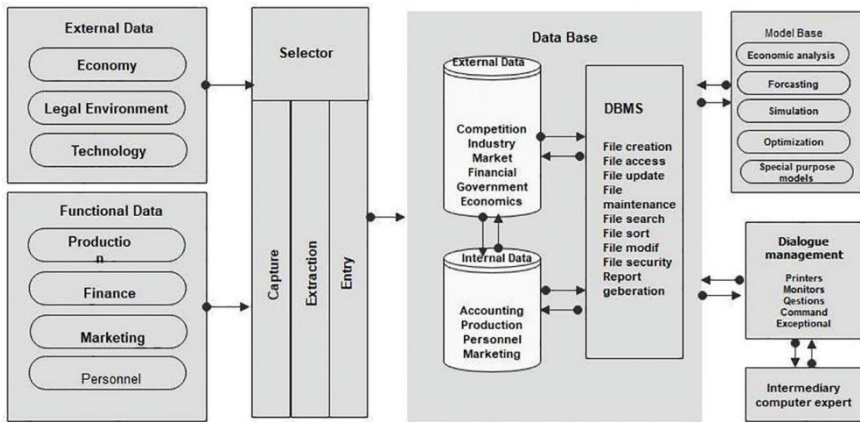 External Data
Economy
Legal Environment
Technology
Functional Data
Productio
n
Finance
Marketing
Personnel
Selector
Capture
Extraction
Entry
Data Base
External Data
Competition
Industry
Market
Financial
Government
Economics
Internal Data
Accounting
Production
Personnel
Marketing
DBMS
File creation
File access
File update
File
maintenance
File search
File sort
File modif
File security
Report
geberation
Model Base
Economic analysis
Forcasting
Simulation
Optimization
Special purpose
models
Dialogue
management
Printers
Monitors
Qestions
Command
Exceptional
Intermediary
computer expert